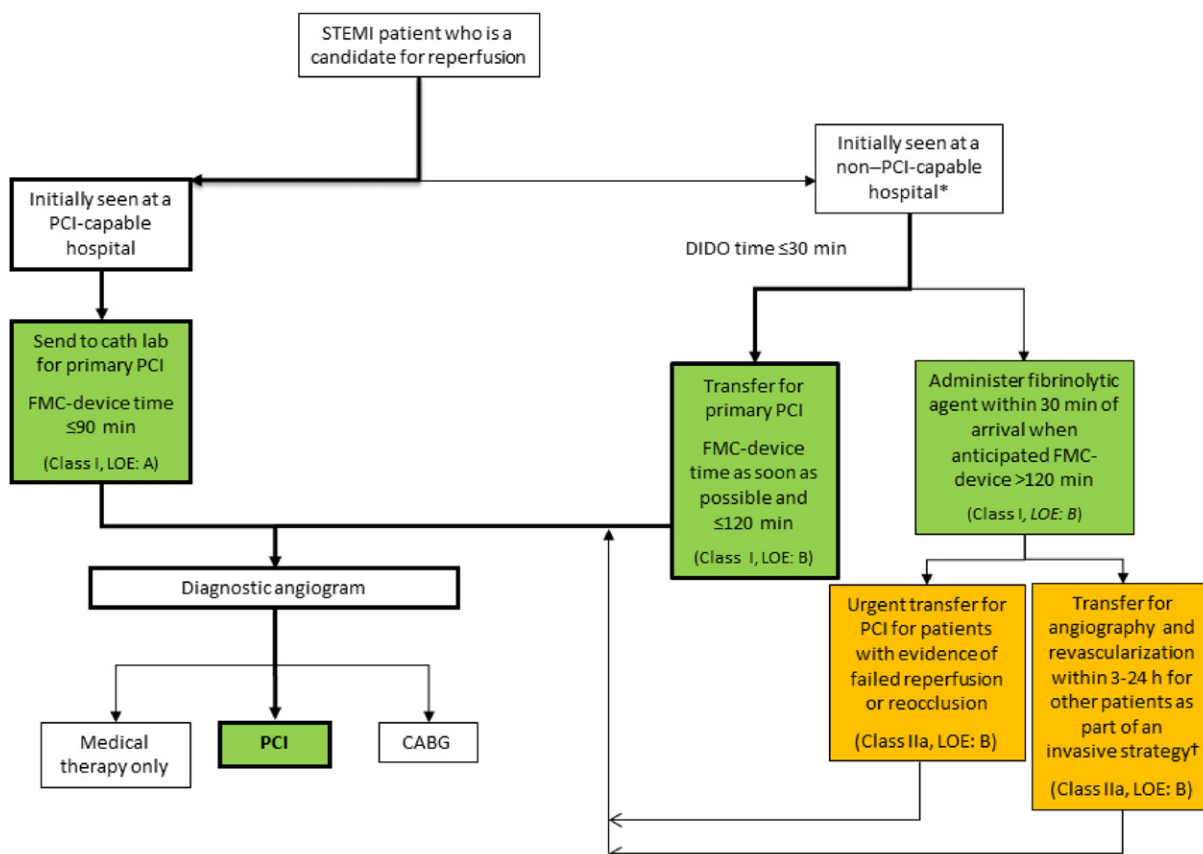 STEMI patient who is a
candidate for reperfusion
Initially seen at a
PCI-capable
hospital
Initially seen at a
non–PCI-capable
hospital*
DIDO time ≤30 min
Send to cath lab
for primary PCI
FMC-device time
≤90 min
(Class I, LOE: A)
Transfer for
primary PCI
FMC-device
time as soon as
possible and
≤120 min
(Class I, LOE: B)
Administer fibrinolytic
agent within 30 min of
arrival when
anticipated FMC-
device >120 min
(Class I, LOE: B)
Diagnostic angiogram
Medical
therapy only
PCI
CABG
Urgent transfer for
PCI for patients
with evidence of
failed reperfusion
or reocclusion
(Class IIa, LOE: B)
Transfer for
angiography and
revascularization
within 3-24 h for
other patients as
part of an
invasive strategy†
(Class IIa, LOE: B)